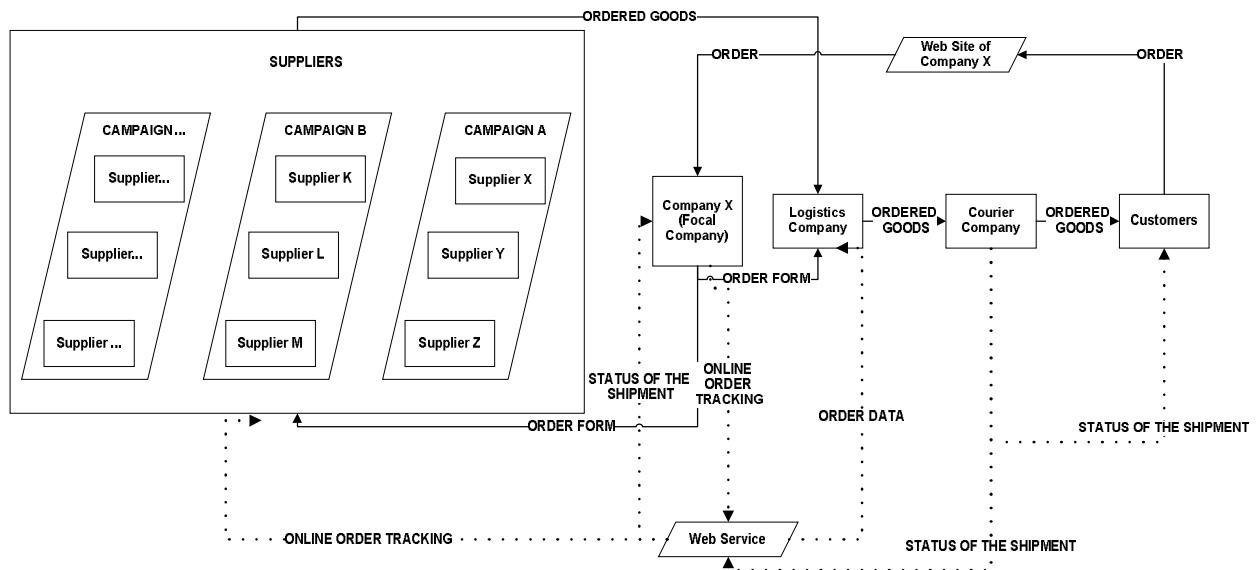 ORDERED GOODS
SUPPLIERS
ORDER
Web Site of
Company X
ORDER
CAMPAIGN...
CAMPAIGN B
CAMPAIGN A
Supplier...
Supplier K
Supplier X
Company X
(Focal
Company)
Logistics
Company
ORDERED
GOODS
Courier
Company
ORDERED
GOODS
Customers
Supplier...
Supplier L
Supplier Y
ORDER FORM
Supplier ...
Supplier M
Supplier Z
STATUS OF THE
SHIPMENT
ONLINE
ORDER
TRACKING
ORDER DATA
ORDER FORM
STATUS OF THE SHIPMENT
ONLINE ORDER TRACKING
Web Service
STATUS OF THE SHIPMENT